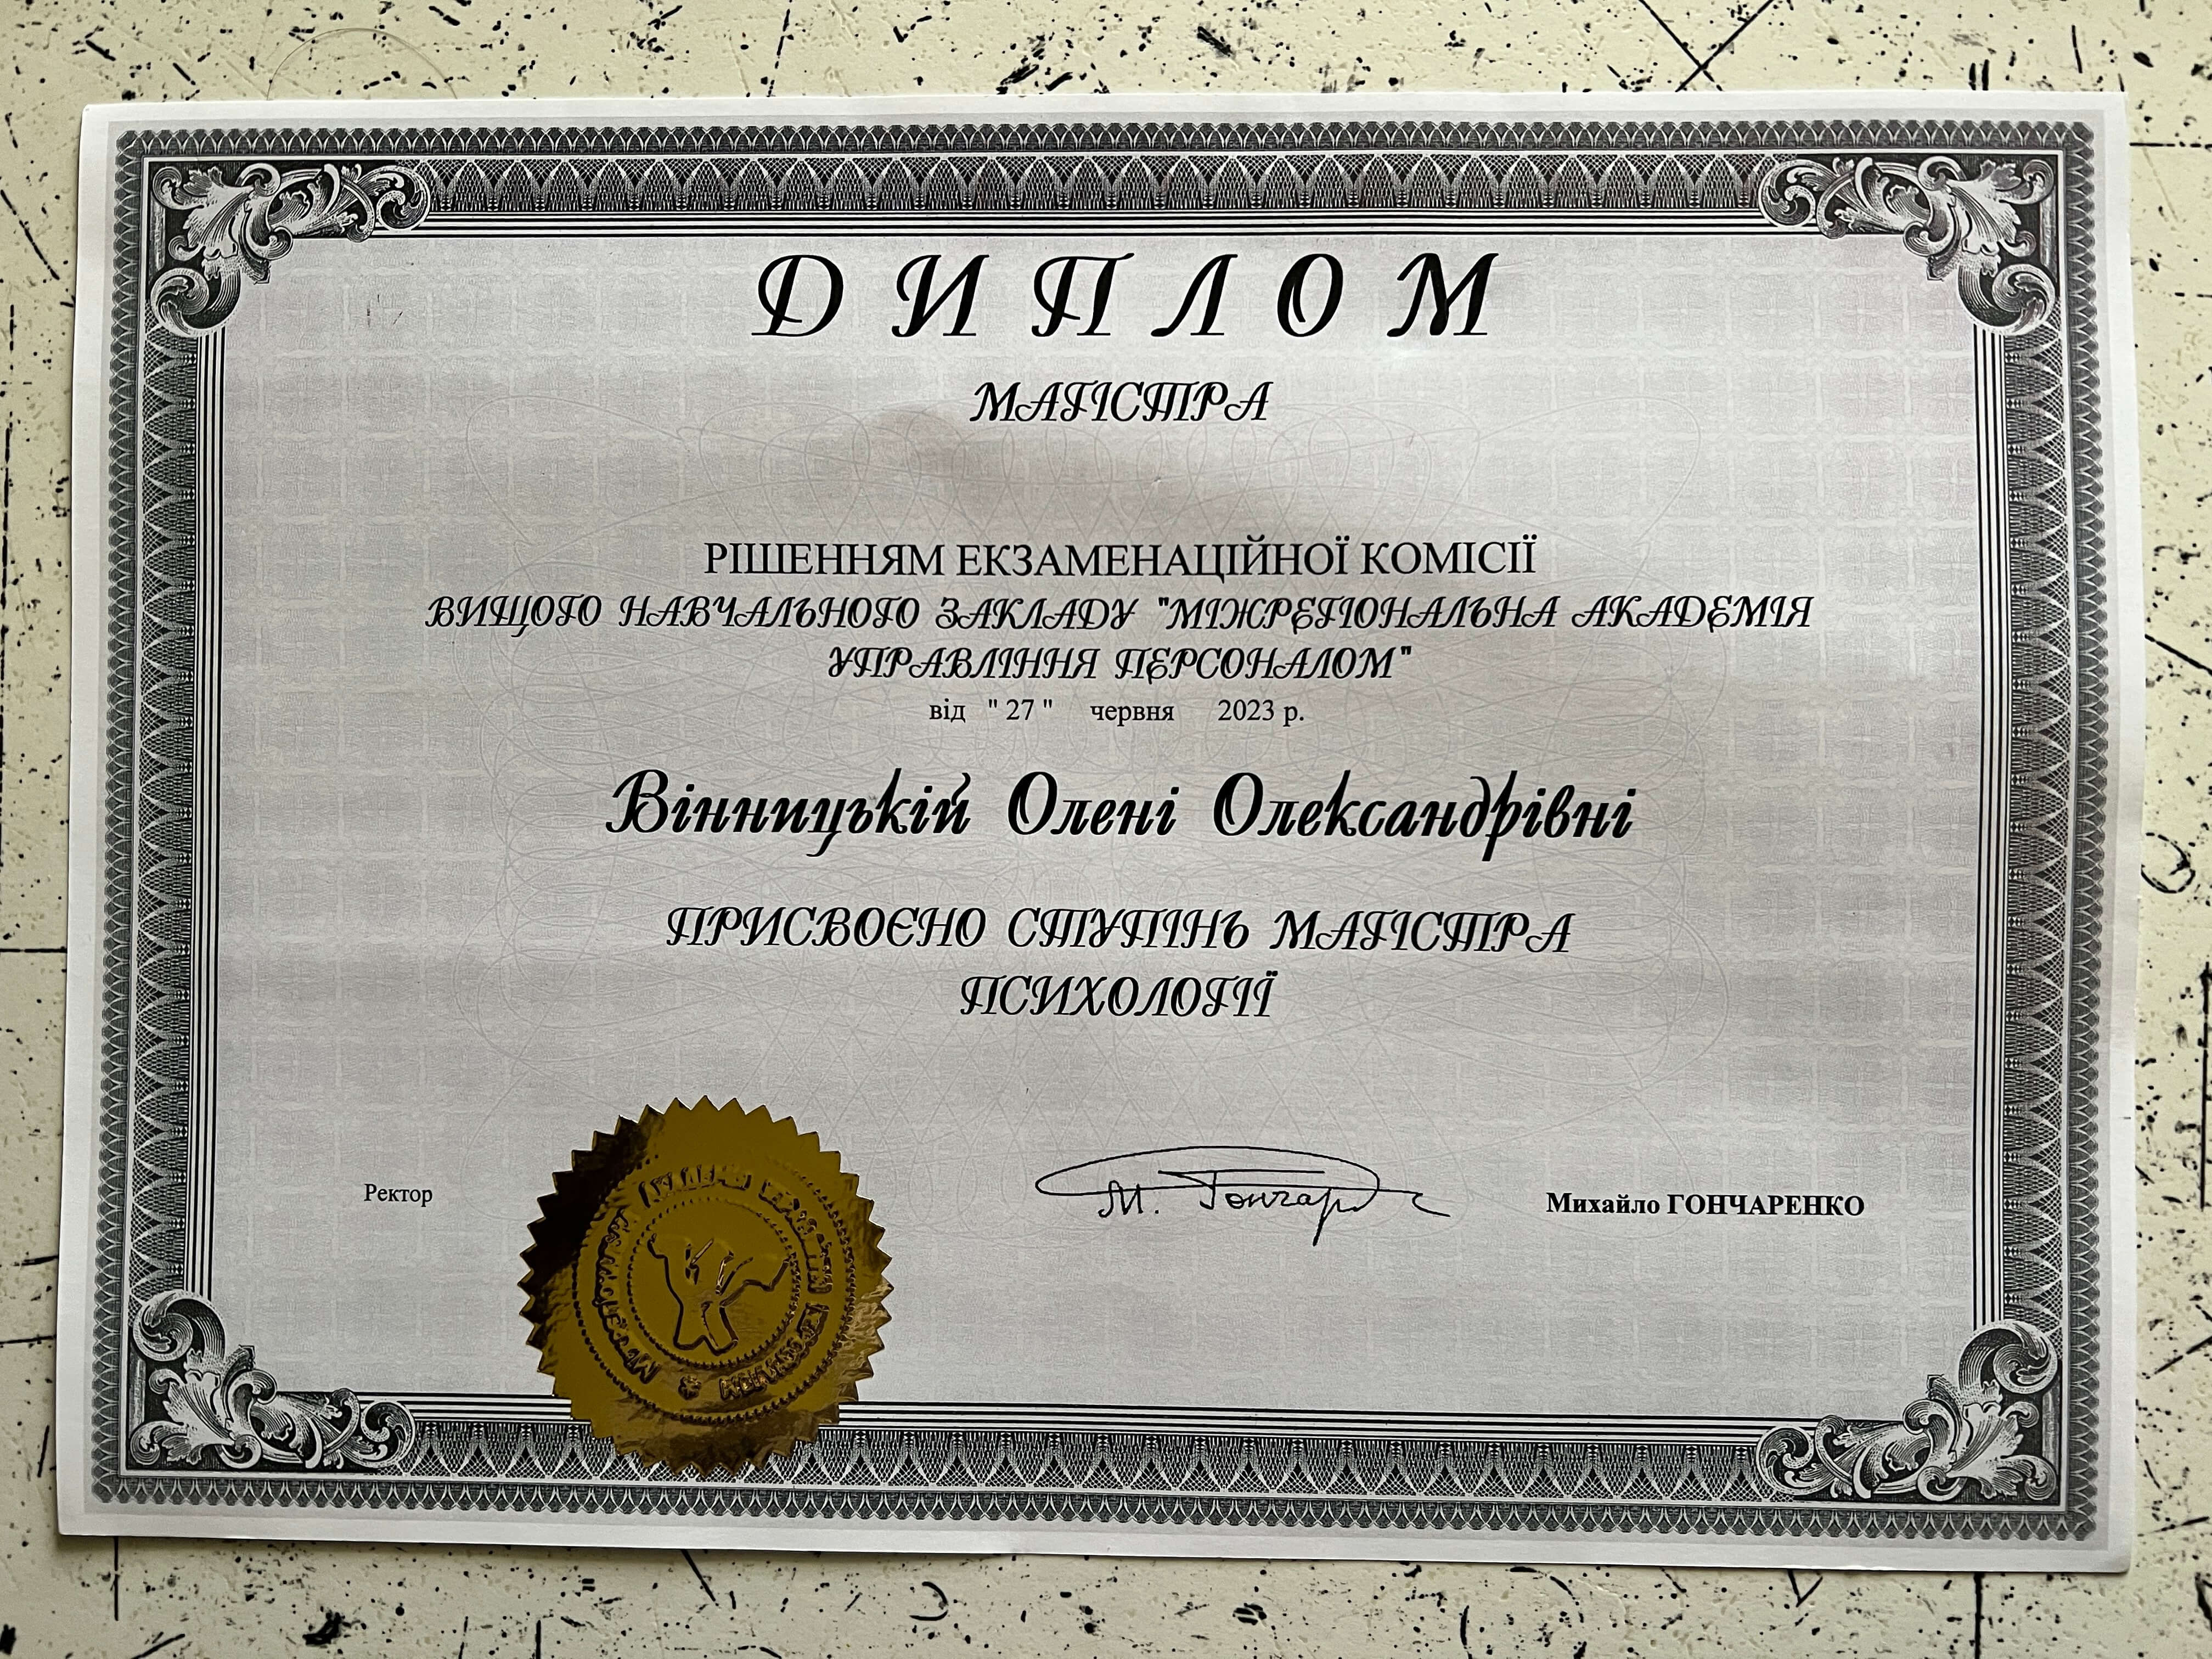 ДИПЛОМ
МАГІСТРА
РІШЕННЯМ ЕКЗАМЕНАЦІЙНОЇ КОМІСІЇ
ВИЩОГО НАВЧАЛЬНОГО ЗАКЛАДУ "МІЖРЕГІОНАЛЬНА АКАДЕМІЯ
УПРАВЛІННЯ ПЕРСОНАЛОМ"
від " 27 " червня 2023 р.
Вінницькій Олені Олександрівні
ПРИСВОЄНО СТУПІНЬ МАГІСТРА
ПСИХОЛОГІЇ
Ректор
М. Гончар
Михайло ГОНЧАРЕНКО